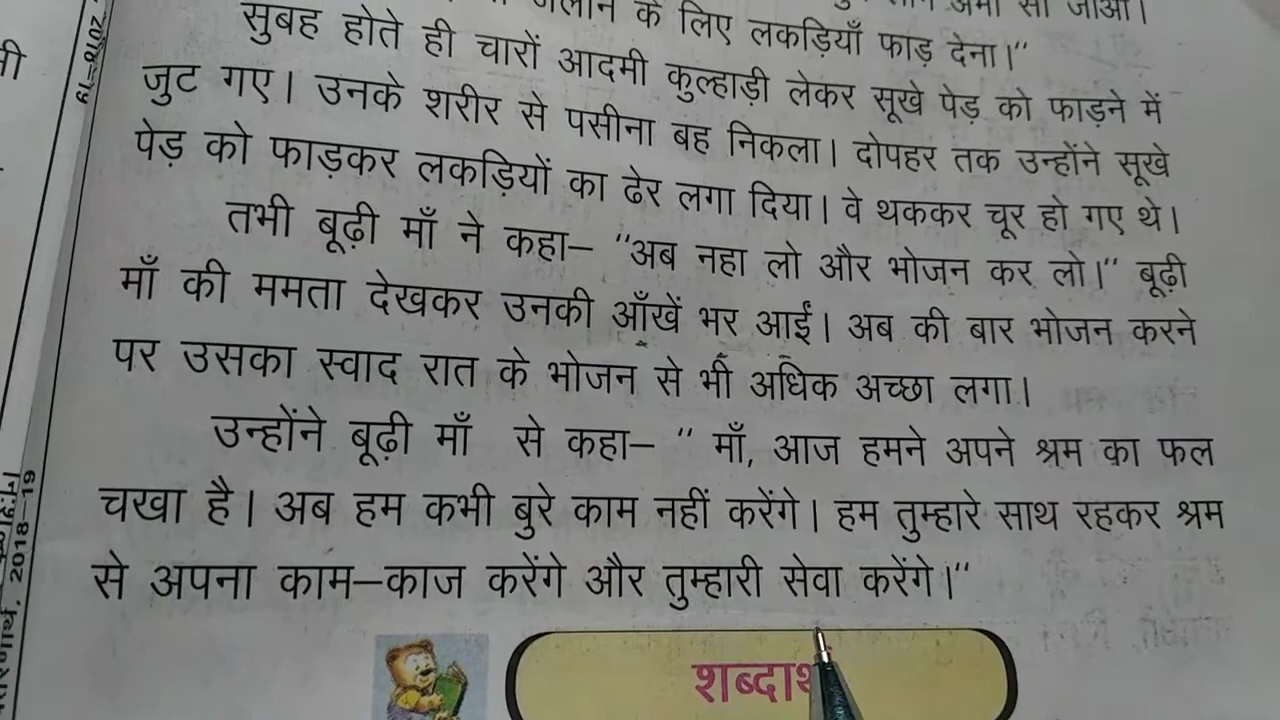 के लिए लकड़ियाँ फाड़ देना।"
सुबह होते ही चारों आदमी कुल्हाड़ी लेकर सूखे पेड़ को फाड़ने में
जुट गए। उनके शरीर से पसीना बह निकला। दोपहर तक उन्होंने सूखे
पेड़ को फाड़कर लकड़ियों का ढेर लगा दिया। वे थककर चूर हो गए थे।
तभी बूढ़ी माँ ने कहा– "अब नहा लो और भोजन कर लो।" बूढ़ी
माँ की ममता देखकर उनकी आँखें भर आईं। अब की बार भोजन करने
पर उसका स्वाद रात के भोजन से भी अधिक अच्छा लगा।
उन्होंने बूढ़ी माँ से कहा– " माँ, आज हमने अपने श्रम का फल
चखा है। अब हम कभी बुरे काम नहीं करेंगे। हम तुम्हारे साथ रहकर श्रम
से अपना काम–काज करेंगे और तुम्हारी सेवा करेंगे।"
2018–19